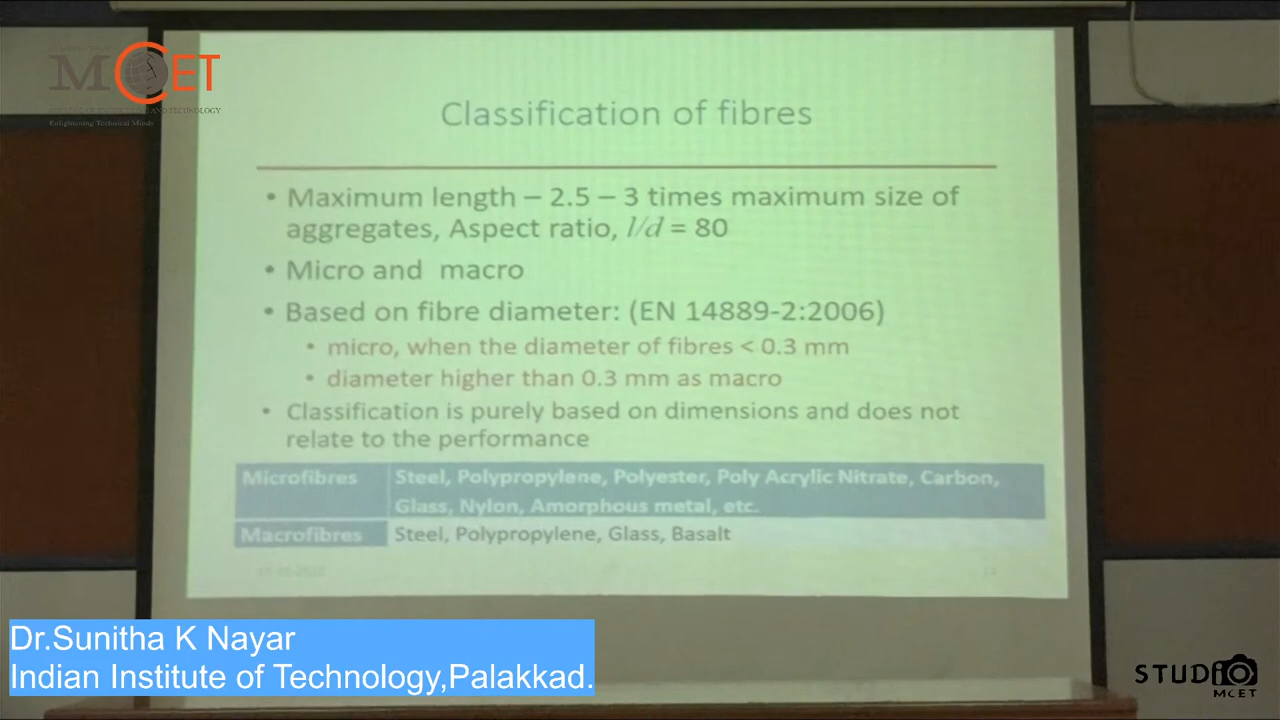 MCET
Enlightening Technical Minds
Classification of fibres
• Maximum length – 2.5 – 3 times maximum size of
aggregates, Aspect ratio, l/d = 80
• Micro and macro
• Based on fibre diameter: (EN 14889-2:2006)
• micro, when the diameter of fibres < 0.3 mm
• diameter higher than 0.3 mm as macro
• Classification is purely based on dimensions and does not
relate to the performance
Microfibres Steel, Polypropylene, Polyester, Poly Acrylic Nitrate, Carbon,
Glass, Nylon, Amorphous metal, etc.
Macrofibres Steel, Polypropylene, Glass, Basalt
Dr.Sunitha K Nayar
Indian Institute of Technology,Palakkad.
STUDIO
MCET